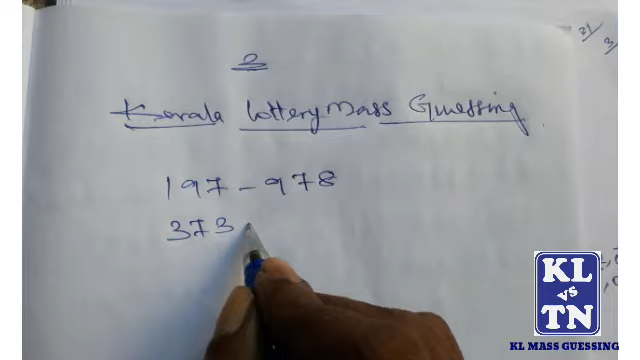 2
Kerala Lottery Mass Guessing
197 - 978
373
KL
VS
TN
KL MASS GUESSING